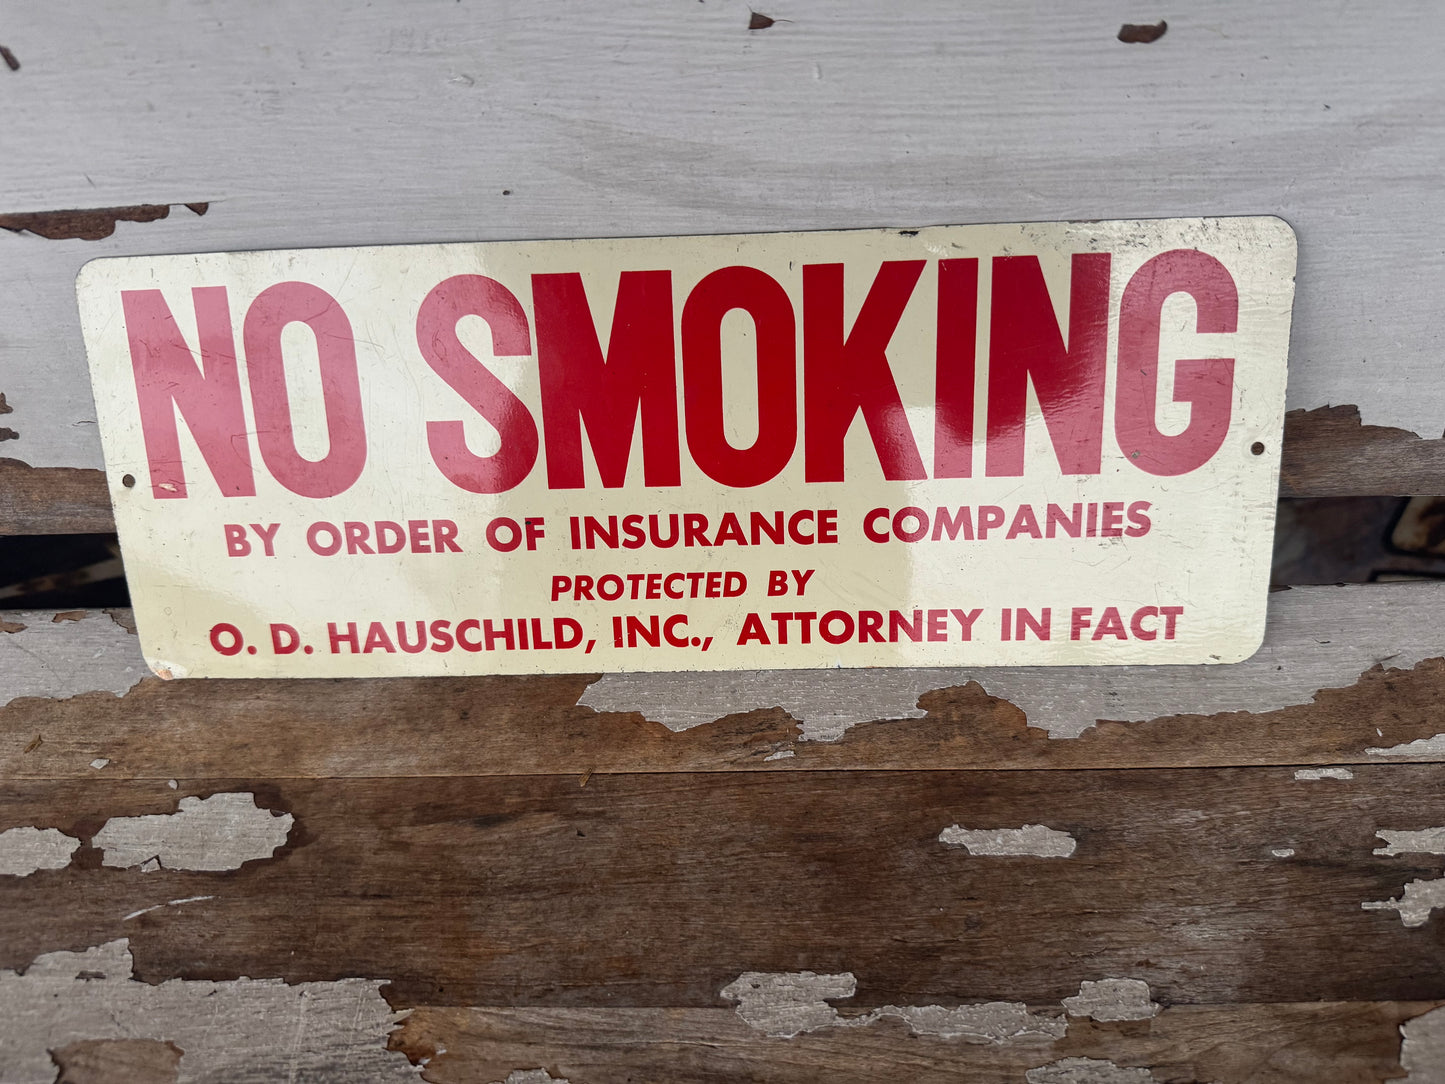 NO SMOKING
BY ORDER OF INSURANCE COMPANIES
PROTECTED BY
O. D. HAUSCHILD, INC., ATTORNEY IN FACT